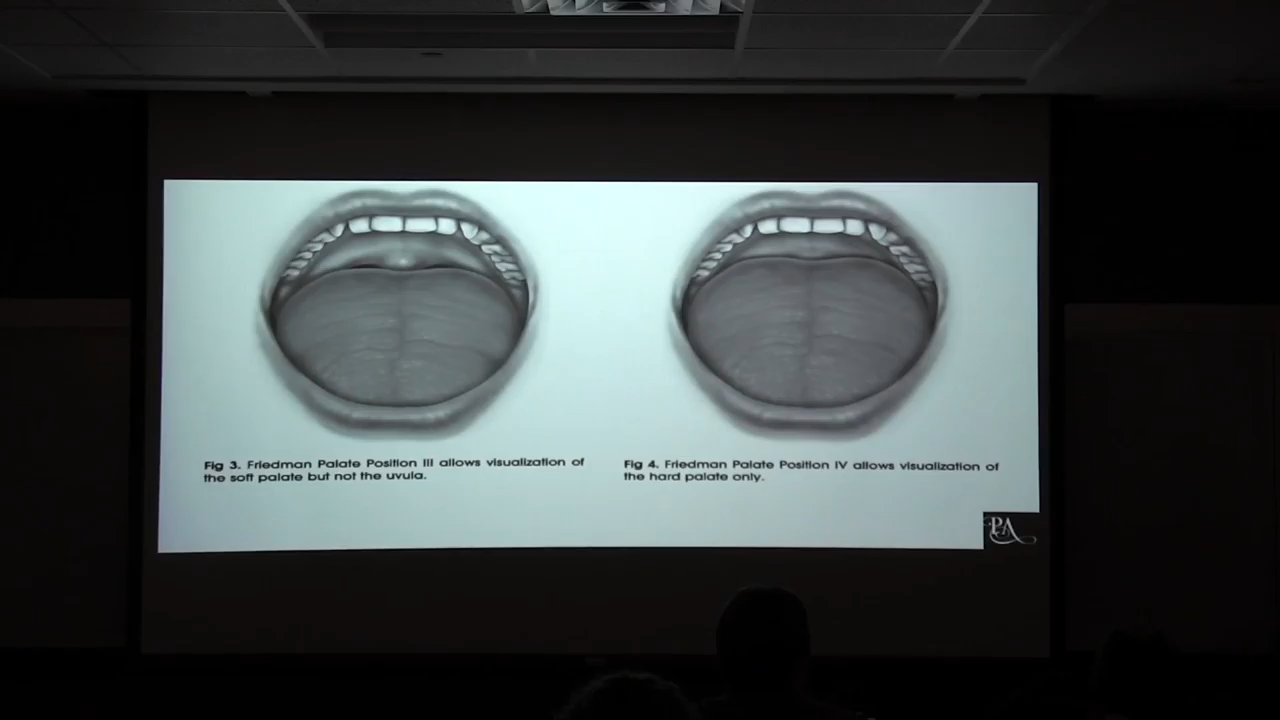 Fig 3. Friedman Palate Position III allows visualization of
the soft palate but not the uvula.
Fig 4. Friedman Palate Position IV allows visualization of
the hard palate only.
PA